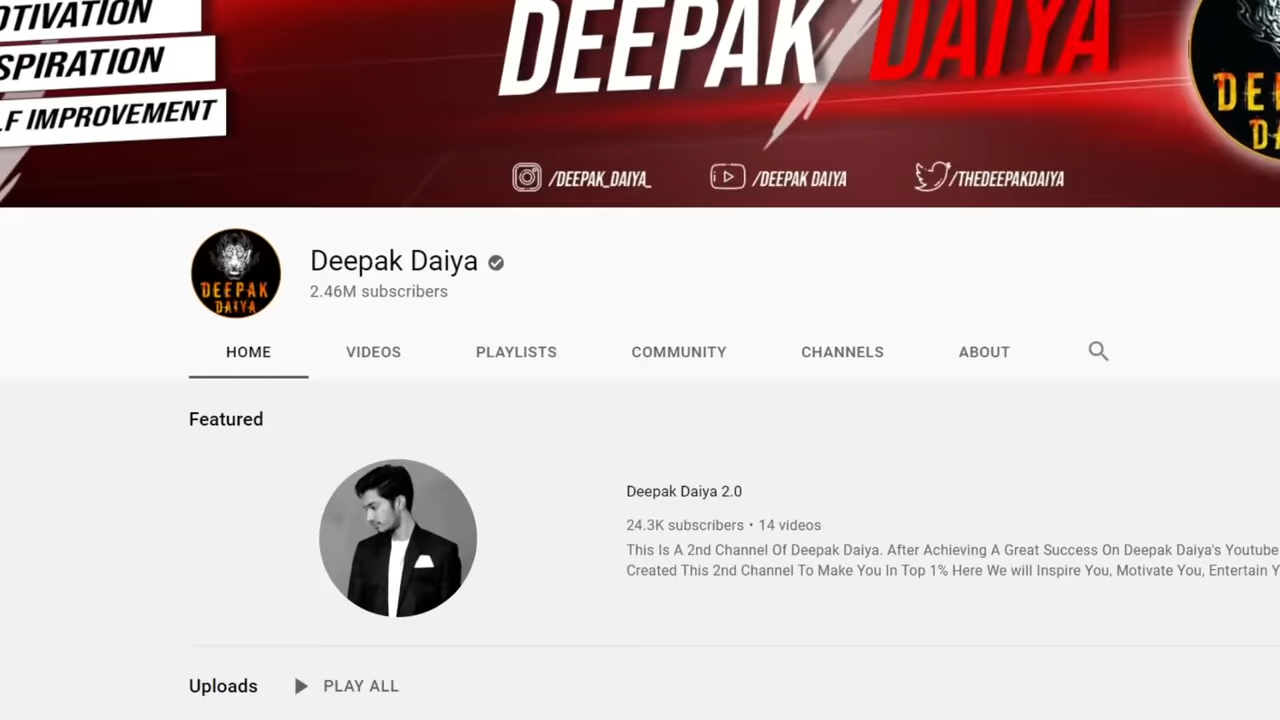 OTIVATION
SPIRATION
LF IMPROVEMENT
DEEPAK DAIYA
/DEEPAK_DAIYA_
/DEEPAK DAIYA
/THEDEEPAKDAIYA
DE
DA
DEEPAK
DAIYA
Deepak Daiya
2.46M subscribers
HOME
VIDEOS
PLAYLISTS
COMMUNITY
CHANNELS
ABOUT
Featured
Deepak Daiya 2.0
24.3K subscribers • 14 videos
This Is A 2nd Channel Of Deepak Daiya. After Achieving A Great Success On Deepak Daiya's Youtube
Created This 2nd Channel To Make You In Top 1% Here We will Inspire You, Motivate You, Entertain Y
Uploads
PLAY ALL